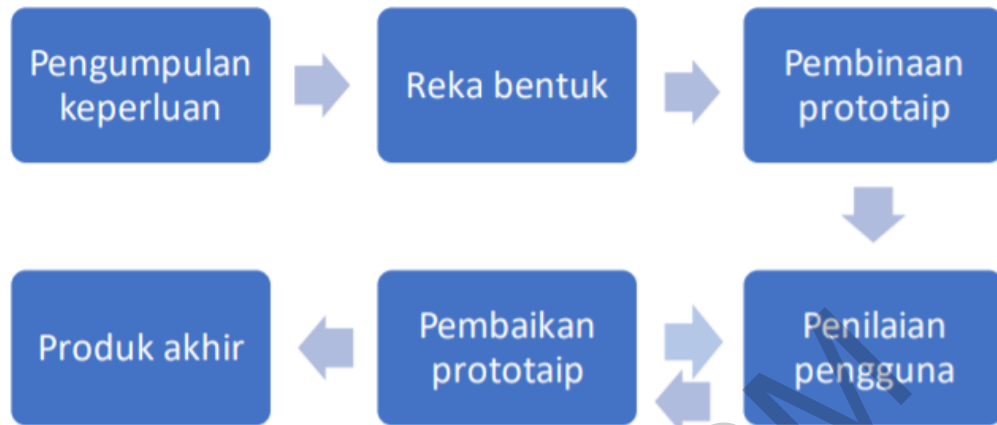 Pengumpulan
keperluan
Reka bentuk
Pembinaan
prototaip
Produk akhir
Pembaikan
prototaip
Penilaian
pengguna